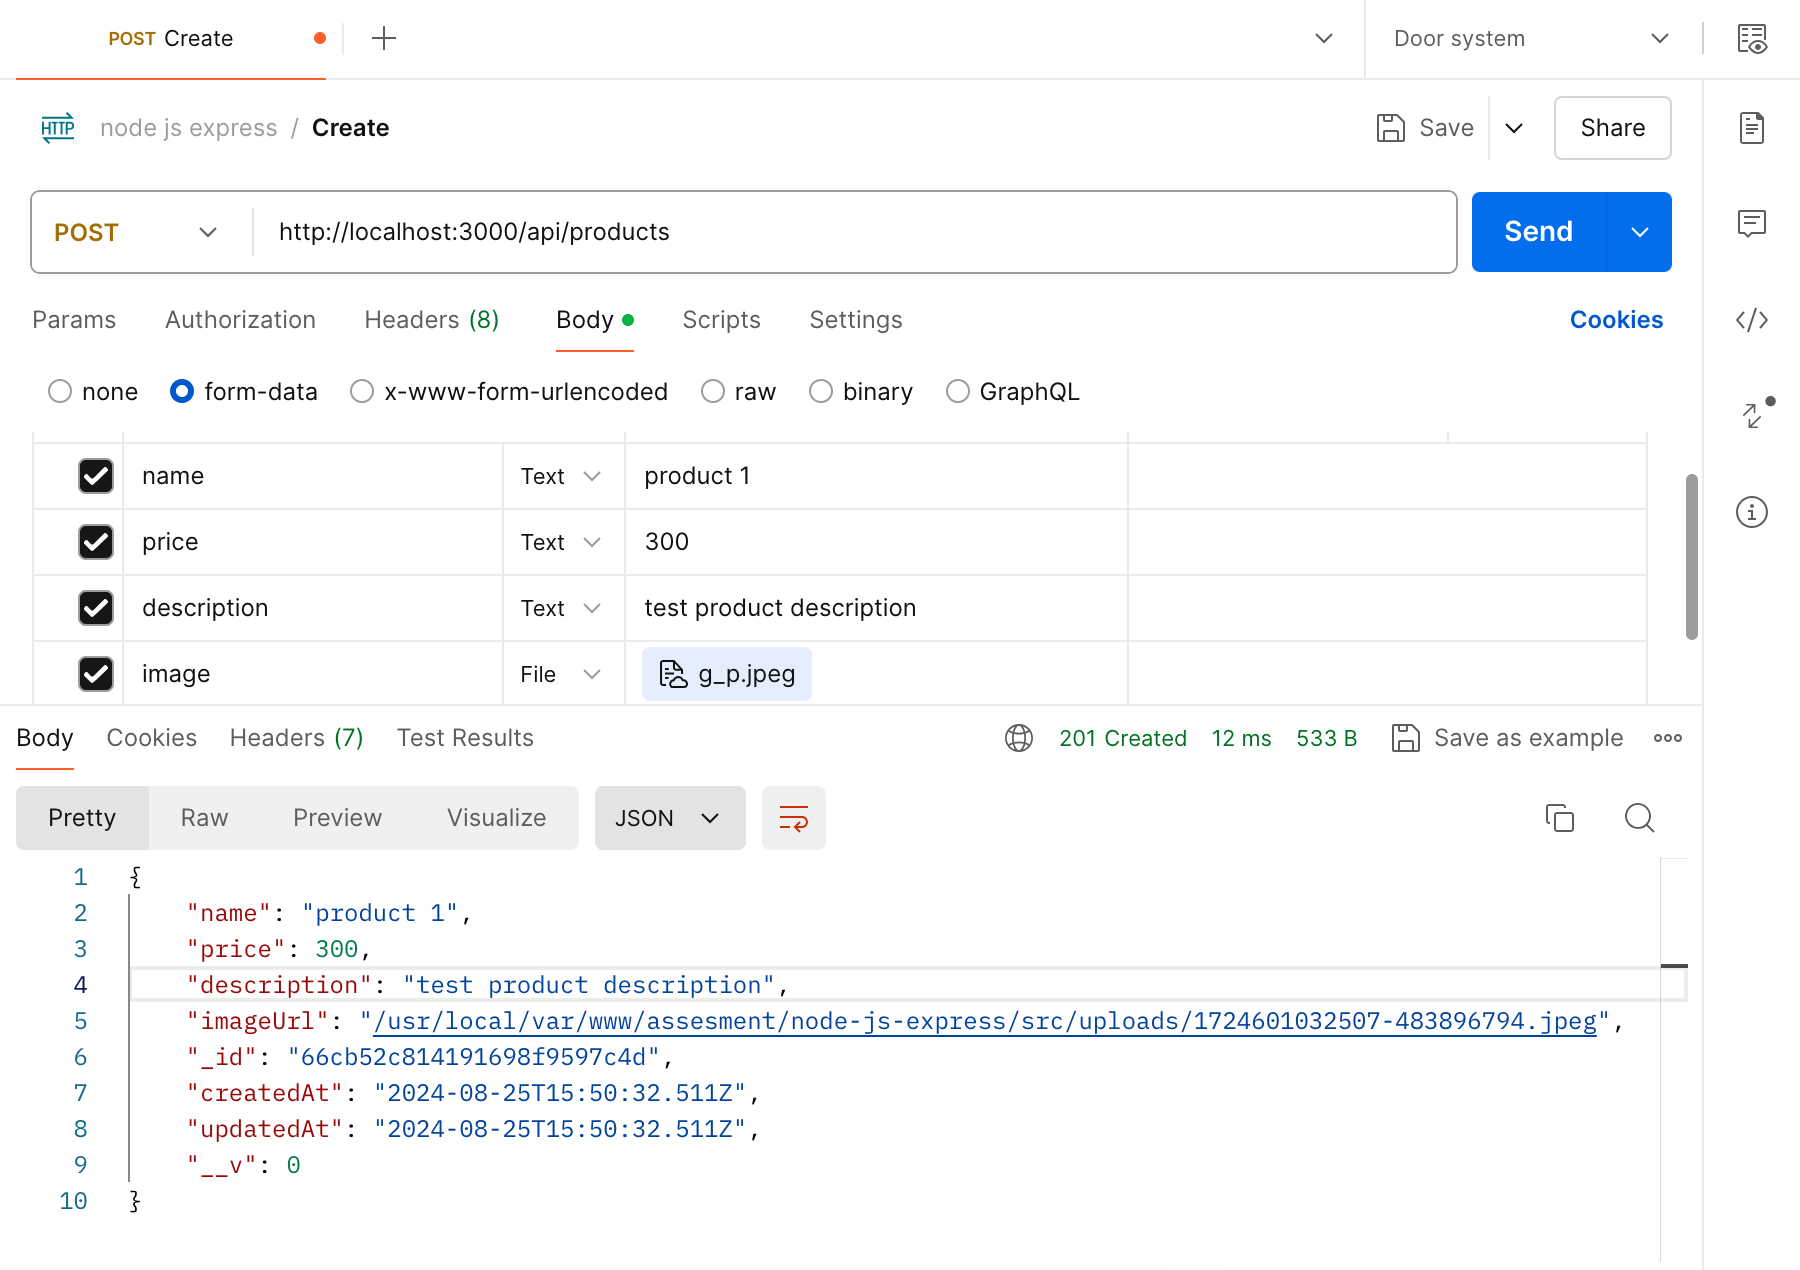 POST Create
Door system
HTTP node js express / Create
Save
Share
POST
http://localhost:3000/api/products
Send
Params
Authorization
Headers (8)
Body
Scripts
Settings
Cookies
none
form-data
x-www-form-urlencoded
raw
binary
GraphQL
name Text product 1
price Text 300
description Text test product description
image File g_p.jpeg
Body
Cookies
Headers (7)
Test Results
201 Created
12 ms
533 B
Save as example
Pretty
Raw
Preview
Visualize
JSON
1 {
2 "name": "product 1",
3 "price": 300,
4 "description": "test product description",
5 "imageUrl": "/usr/local/var/www/assesment/node-js-express/src/uploads/1724601032507-483896794.jpeg",
6 "_id": "66cb52c814191698f9597c4d",
7 "createdAt": "2024-08-25T15:50:32.511Z",
8 "updatedAt": "2024-08-25T15:50:32.511Z",
9 "__v": 0
10 }